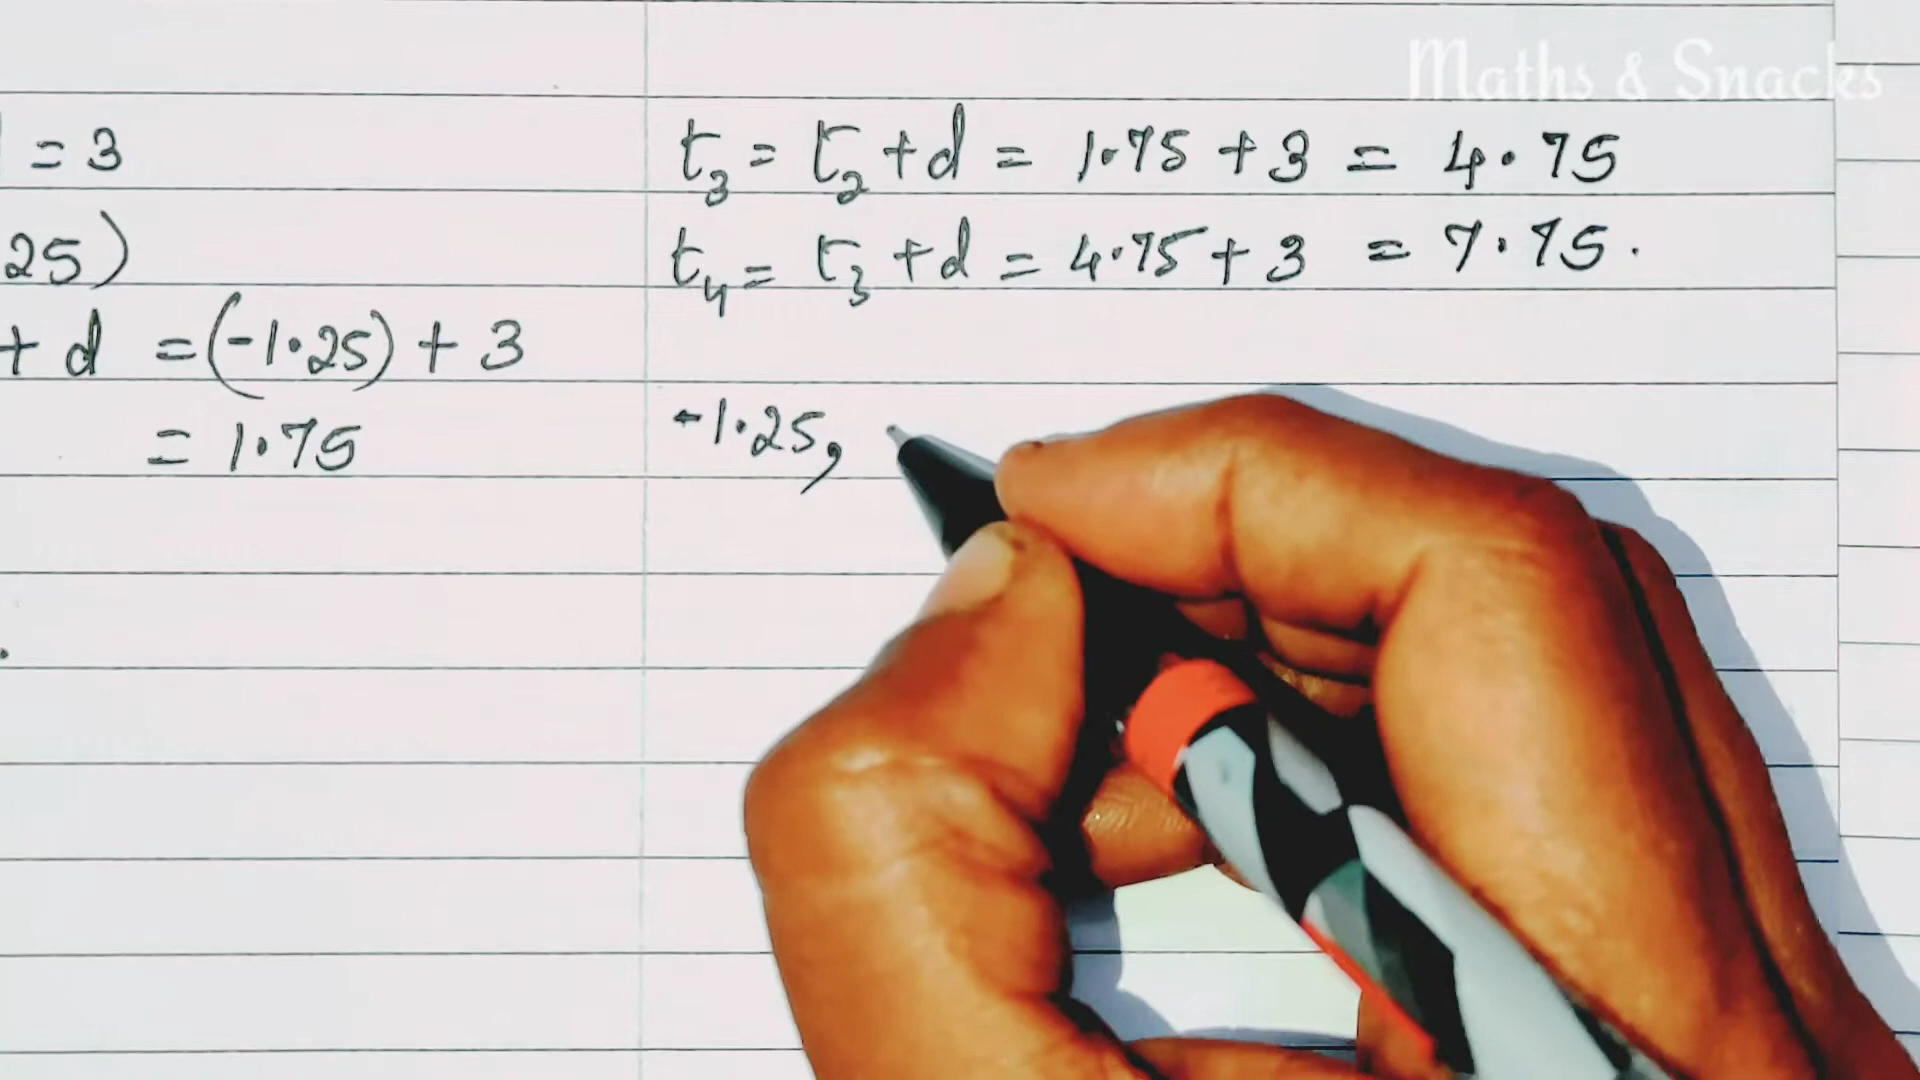 Maths & Snacks
= 3
25)
+ d = (-1.25) + 3
= 1.75
t₃ = t₂ + d = 1.75 + 3 = 4.75
t₄ = t₃ + d = 4.75 + 3 = 7.75.
-1.25,